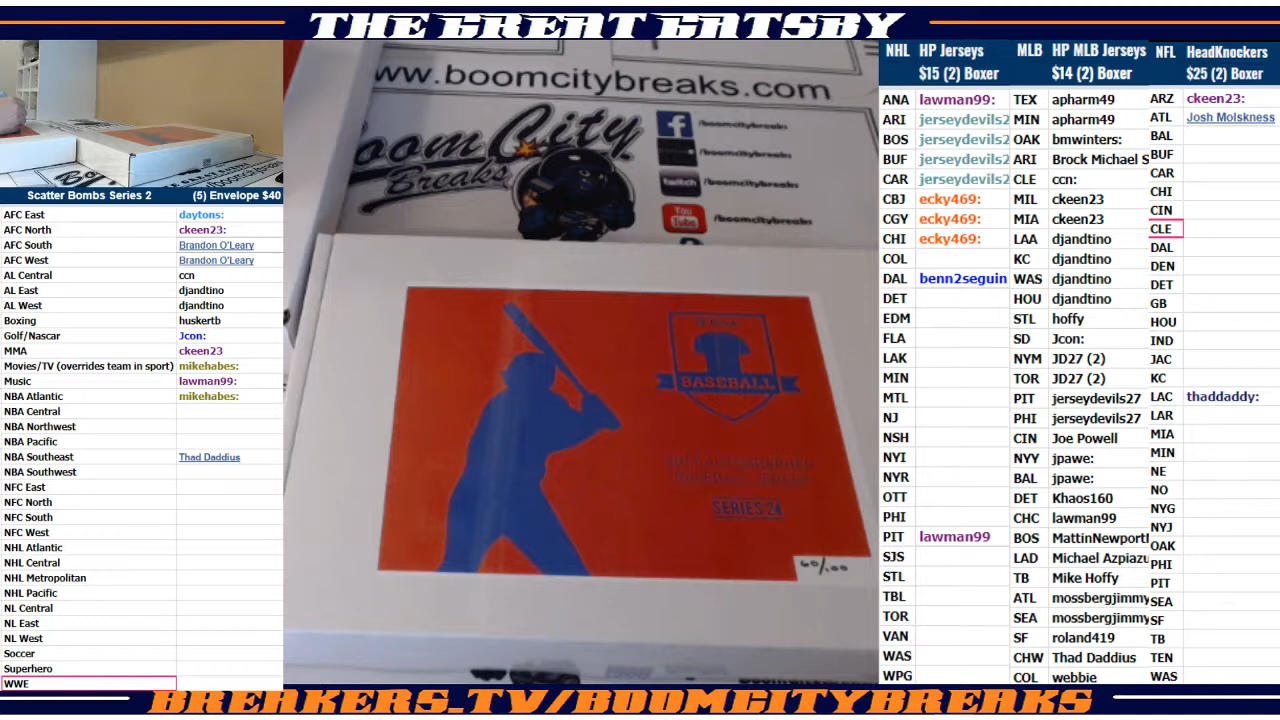 THE GREAT GATSBY
Scatter Bombs Series 2 (5) Envelope $40
AFC East daytons:
AFC North ckeen23:
AFC South Brandon O'Leary
AFC West Brandon O'Leary
AL Central ccn
AL East djandtino
AL West djandtino
Boxing huskertb
Golf/Nascar Jcon:
MMA ckeen23
Movies/TV (overrides team in sport) mikehabes:
Music lawman99:
NBA Atlantic mikehabes:
NBA Central
NBA Northwest
NBA Pacific
NBA Southeast Thad Daddius
NBA Southwest
NFC East
NFC North
NFC South
NFC West
NHL Atlantic
NHL Central
NHL Metropolitan
NHL Pacific
NL Central
NL East
NL West
Soccer
Superhero
WWE
www.boomcitybreaks.com
Boom City
Breaks
/boomcitybreaks
/boomcitybreaks
twitch /boomcitybreaks
You Tube /boomcitybreaks
BASEBALL
SERIES 24
60/100
NHL HP Jerseys
$15 (2) Boxer
ANA lawman99:
ARI jerseydevils2
BOS jerseydevils2
BUF jerseydevils2
CAR jerseydevils2
CBJ ecky469:
CGY ecky469:
CHI ecky469:
COL
DAL benn2seguin
DET
EDM
FLA
LAK
MIN
MTL
NJ
NSH
NYI
NYR
OTT
PHI
PIT lawman99
SJS
STL
TBL
TOR
VAN
WAS
WPG
MLB HP MLB Jerseys
$14 (2) Boxer
TEX apharm49
MIN apharm49
OAK bmwinters:
ARI Brock Michael S
CLE ccn:
MIL ckeen23
MIA ckeen23
LAA djandtino
KC djandtino
WAS djandtino
HOU djandtino
STL hoffy
SD Jcon:
NYM JD27 (2)
TOR JD27 (2)
PIT jerseydevils27
PHI jerseydevils27
CIN Joe Powell
NYY jpawe:
BAL jpawe:
DET Khaos160
CHC lawman99
BOS MattinNewport
LAD Michael Azpiazu
TB Mike Hoffy
ATL mossbergjimmy
SEA mossbergjimmy
SF roland419
CHW Thad Daddius
COL webbie
NFL HeadKnockers
$25 (2) Boxer
ARZ ckeen23:
ATL Josh Molskness
BAL
BUF
CAR
CHI
CIN
CLE
DAL
DEN
DET
GB
HOU
IND
JAC
KC
LAC thaddaddy:
LAR
MIA
MIN
NE
NO
NYG
NYJ
OAK
PHI
PIT
SEA
SF
TB
TEN
WAS
BREAKERS.TV/BOOMCITYBREAKS